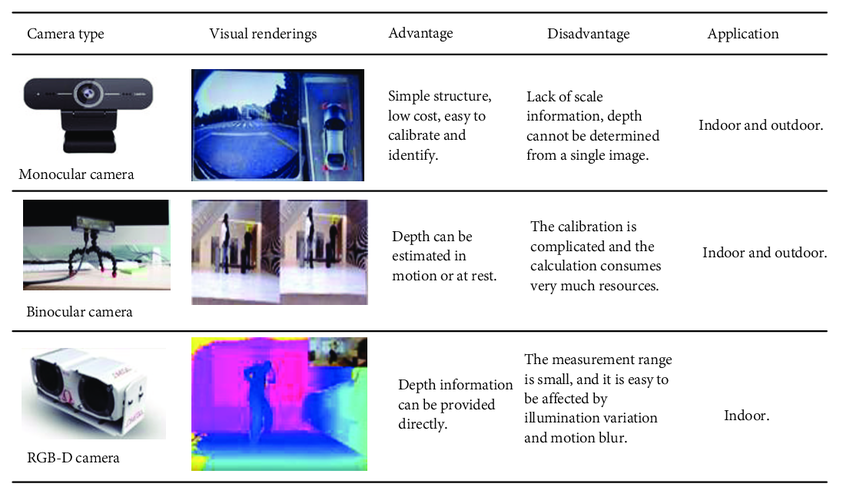 Camera type
Visual renderings
Advantage
Disadvantage
Application
Monocular camera
Simple structure,
low cost, easy to
calibrate and
identify.
Lack of scale
information, depth
cannot be determined
from a single image.
Indoor and outdoor.
Binocular camera
Depth can be
estimated in
motion or at rest.
The calibration is
complicated and the
calculation consumes
very much resources.
Indoor and outdoor.
RGB-D camera
Depth information
can be provided
directly.
The measurement range
is small, and it is easy to
be affected by
illumination variation
and motion blur.
Indoor.